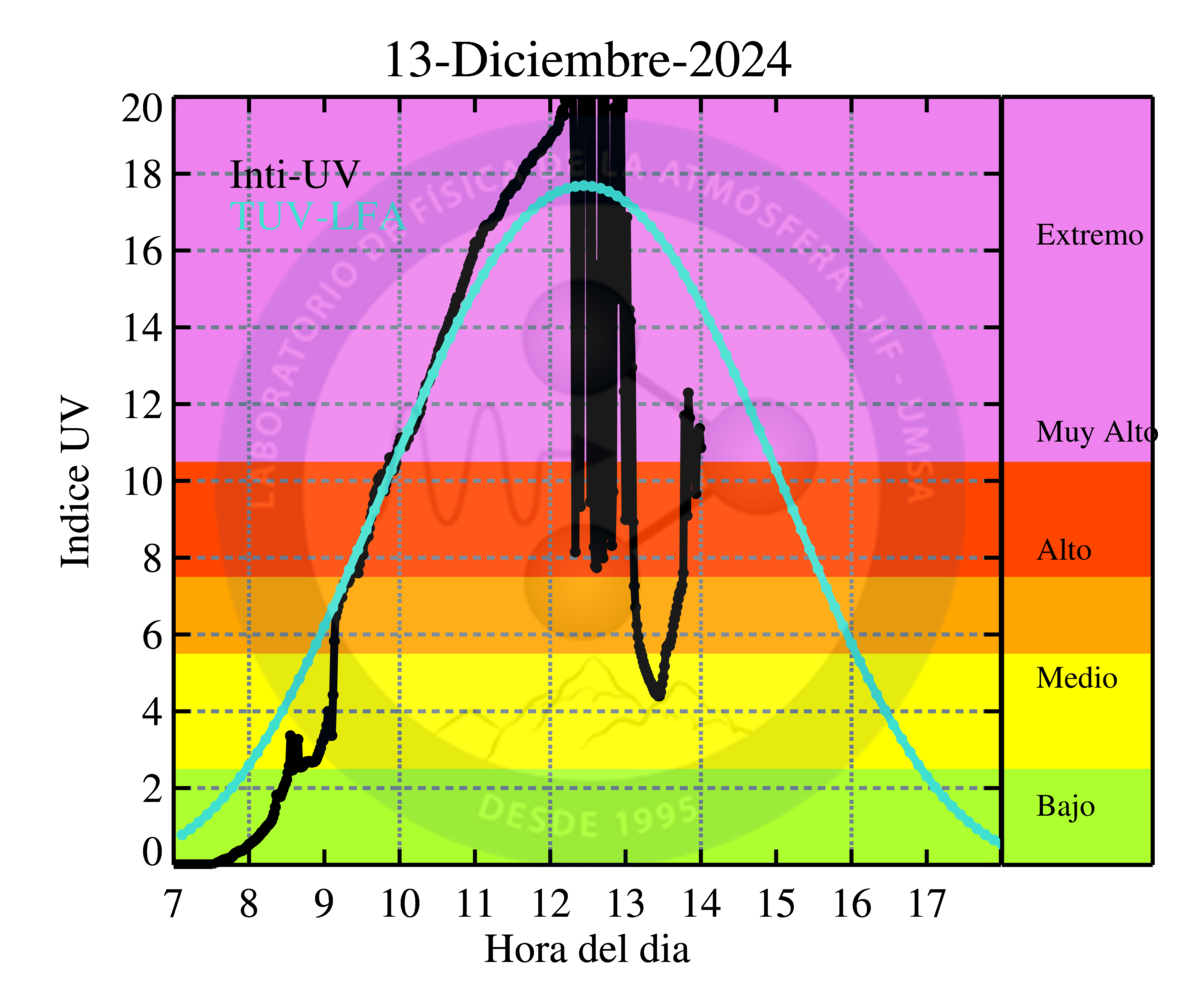 13-Diciembre-2024
20
18
16
14
12
10
8
6
4
2
0
Indice UV
Inti-UV
TUV-LFA
LABORATORIO DE FÍSICA DE LA ATMÓSFERA - IIF - UMSA
DESDE 1995
Extremo
Muy Alto
Alto
Medio
Bajo
7 8 9 10 11 12 13 14 15 16 17
Hora del dia